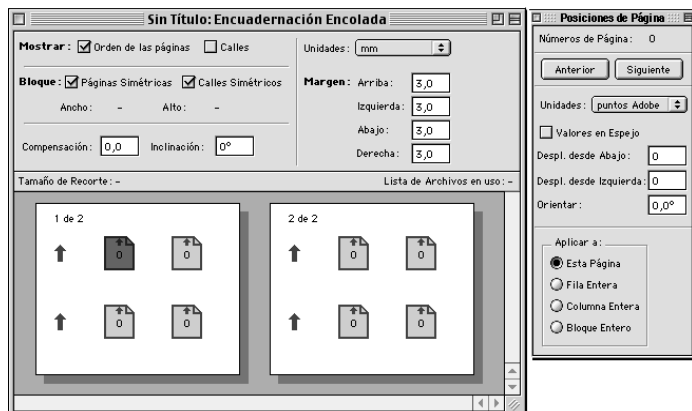 Sin Título: Encuadernación Encolada
Mostrar: Orden de las páginas Calles
Unidades: mm
Bloque: Páginas Simétricas Calles Simétricos
Ancho: - Alto: -
Margen: Arriba: 3,0
Izquierda: 3,0
Abajo: 3,0
Derecha: 3,0
Compensación: 0,0 Inclinación: 0°
Tamaño de Recorte: - Lista de Archivos en uso: -
1 de 2
0 0
0 0
2 de 2
0 0
0 0
Posiciones de Página
Números de Página: 0
Anterior Siguiente
Unidades: puntos Adobe
Valores en Espejo
Despl. desde Abajo: 0
Despl. desde Izquierda: 0
Orientar: 0,0°
Aplicar a:
Esta Página
Fila Entera
Columna Entera
Bloque Entero